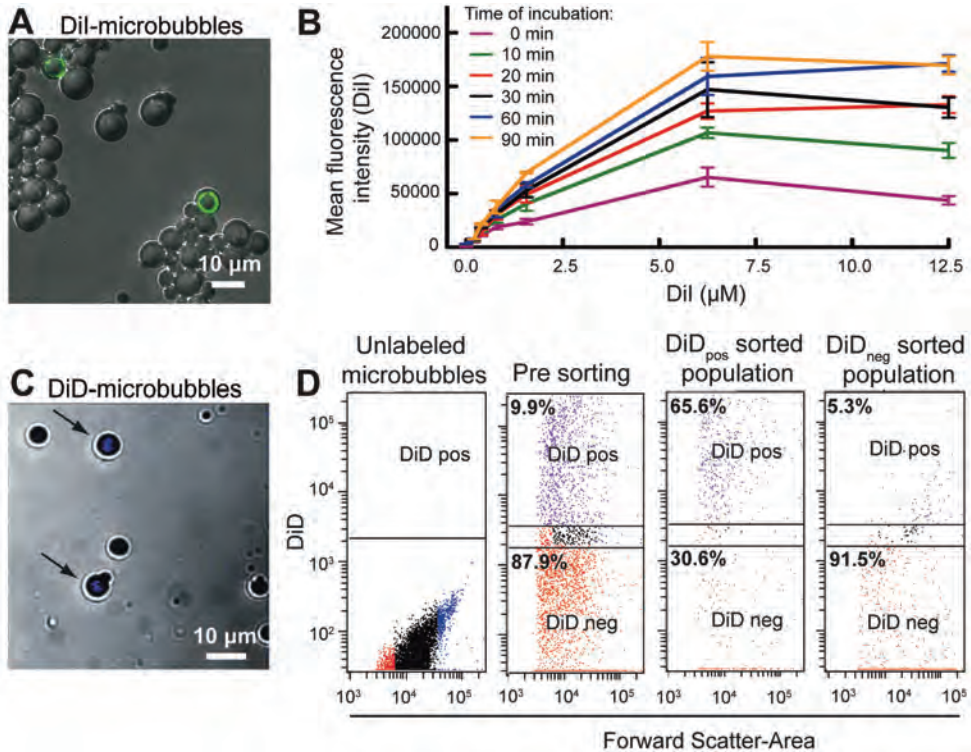 A
DiI-microbubbles
10 µm
B
Time of incubation:
0 min
10 min
20 min
30 min
60 min
90 min
Mean fluorescence
intensity (DiI)
200000
150000
100000
50000
0
0.0 2.5 5.0 7.5 10.0 12.5
DiI (µM)
C
DiD-microbubbles
10 µm
D
Unlabeled
microbubbles
Pre sorting
DiDpos sorted
population
DiDneg sorted
population
DiD
10⁵
10⁴
10³
10²
DiD pos
9.9%
DiD pos
87.9%
DiD neg
65.6%
DiD pos
30.6%
DiD neg
5.3%
DiD pos
91.5%
DiD neg
10³ 10⁴ 10⁵
10³ 10⁴ 10⁵
10³ 10⁴ 10⁵
10³ 10⁴ 10⁵
Forward Scatter-Area